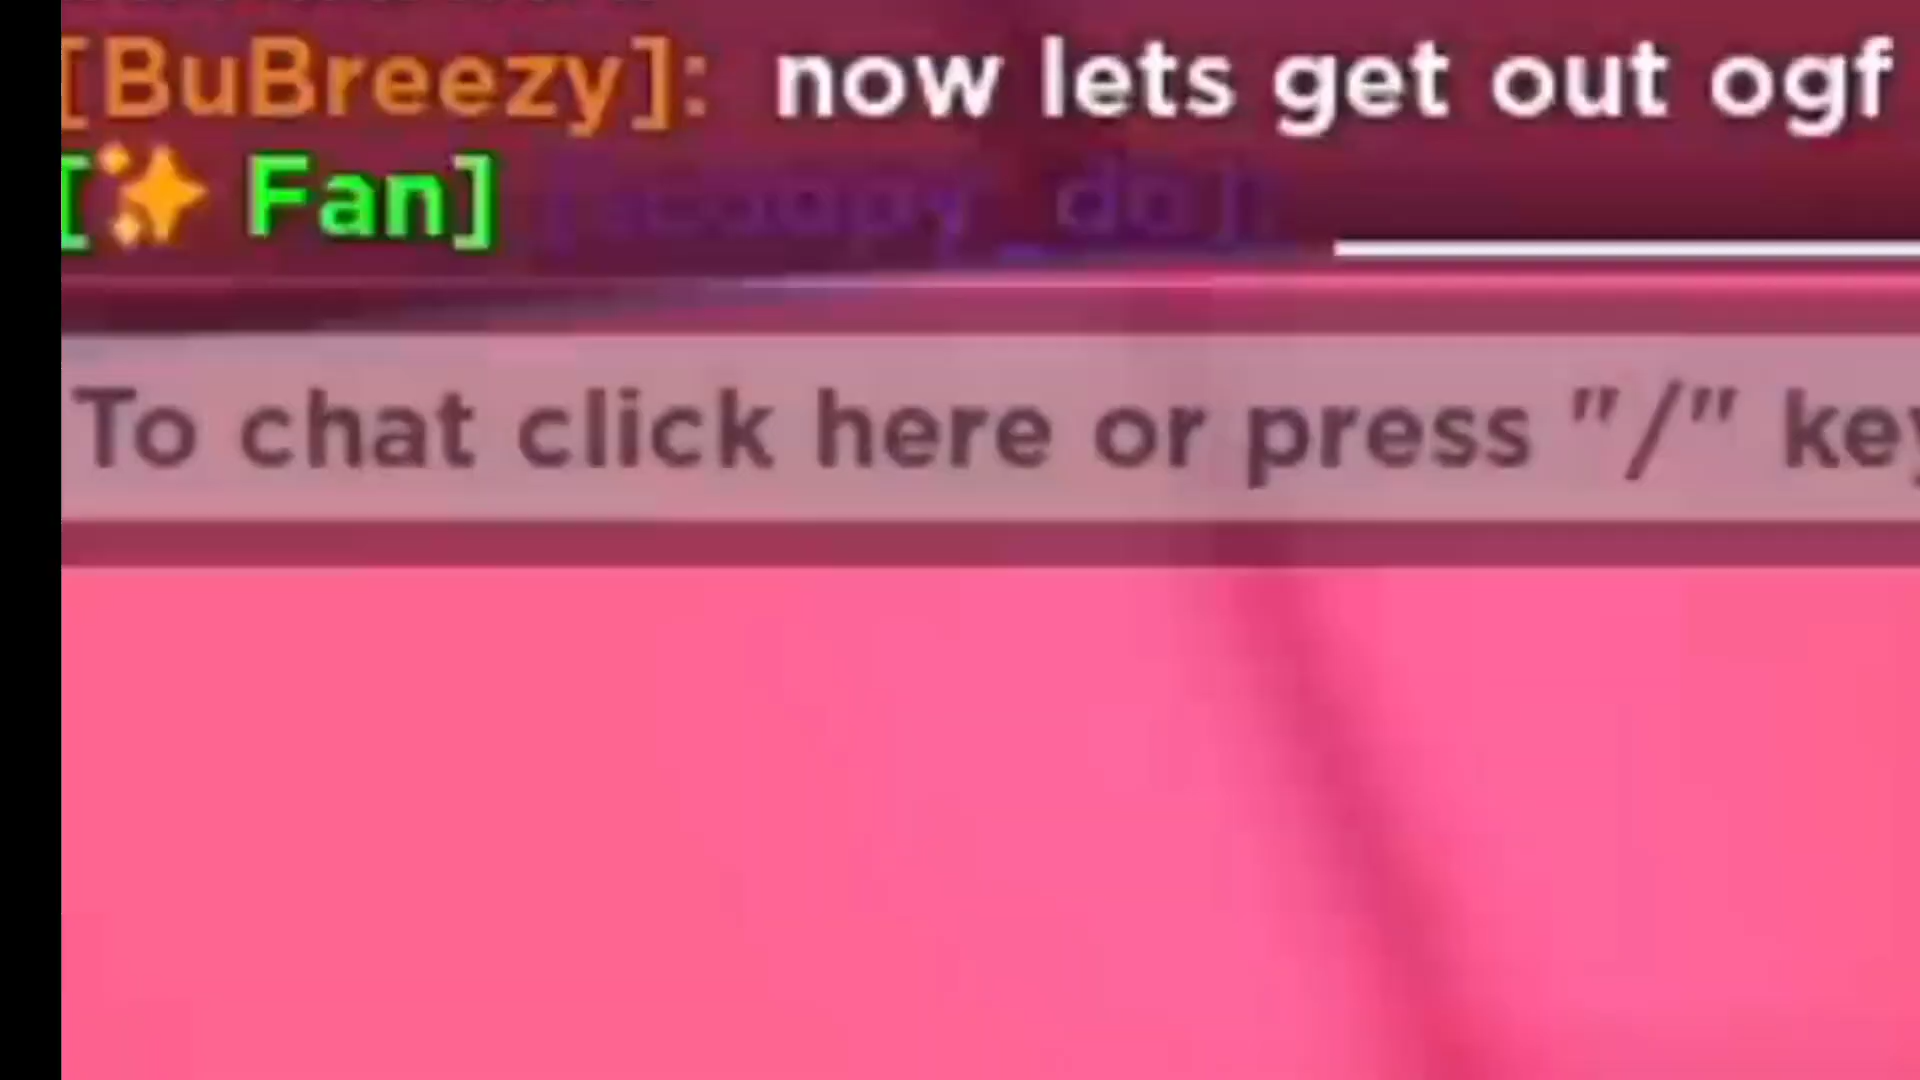 [BuBreezy]: now lets get out ogf
[✨ Fan]
To chat click here or press "/" key